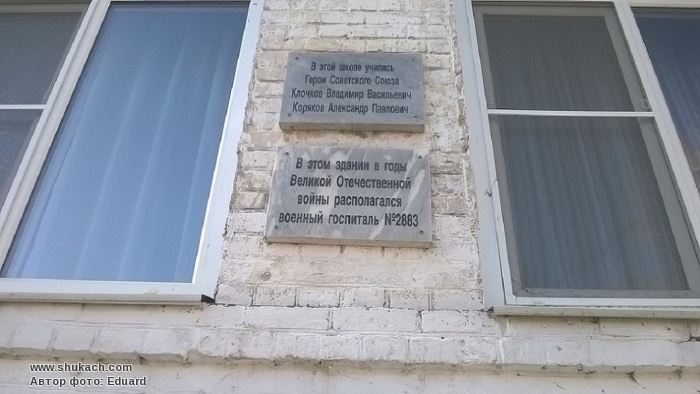 В этой школе учились
Герои Советского Союза
Клочков Владимир Васильевич
Коряков Александр Павлович
В этом здании в годы
Великой Отечественной
войны располагался
военный госпиталь №2883
www.shukach.com
Автор фото: Eduard